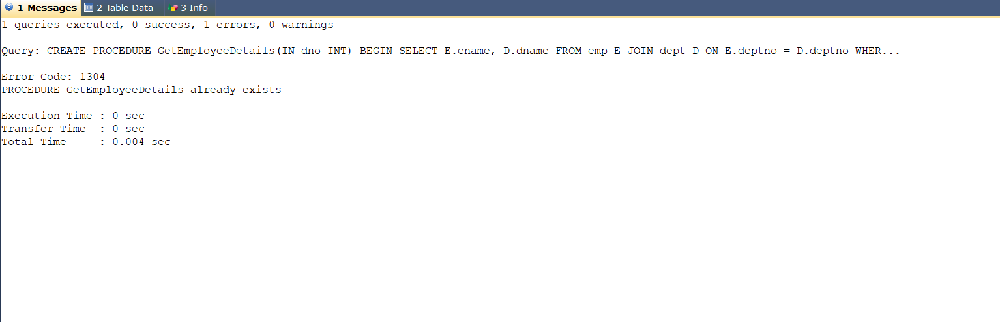 1 Messages 2 Table Data 3 Info
1 queries executed, 0 success, 1 errors, 0 warnings
Query: CREATE PROCEDURE GetEmployeeDetails(IN dno INT) BEGIN SELECT E.ename, D.dname FROM emp E JOIN dept D ON E.deptno = D.deptno WHER...
Error Code: 1304
PROCEDURE GetEmployeeDetails already exists
Execution Time : 0 sec
Transfer Time  : 0 sec
Total Time     : 0.004 sec